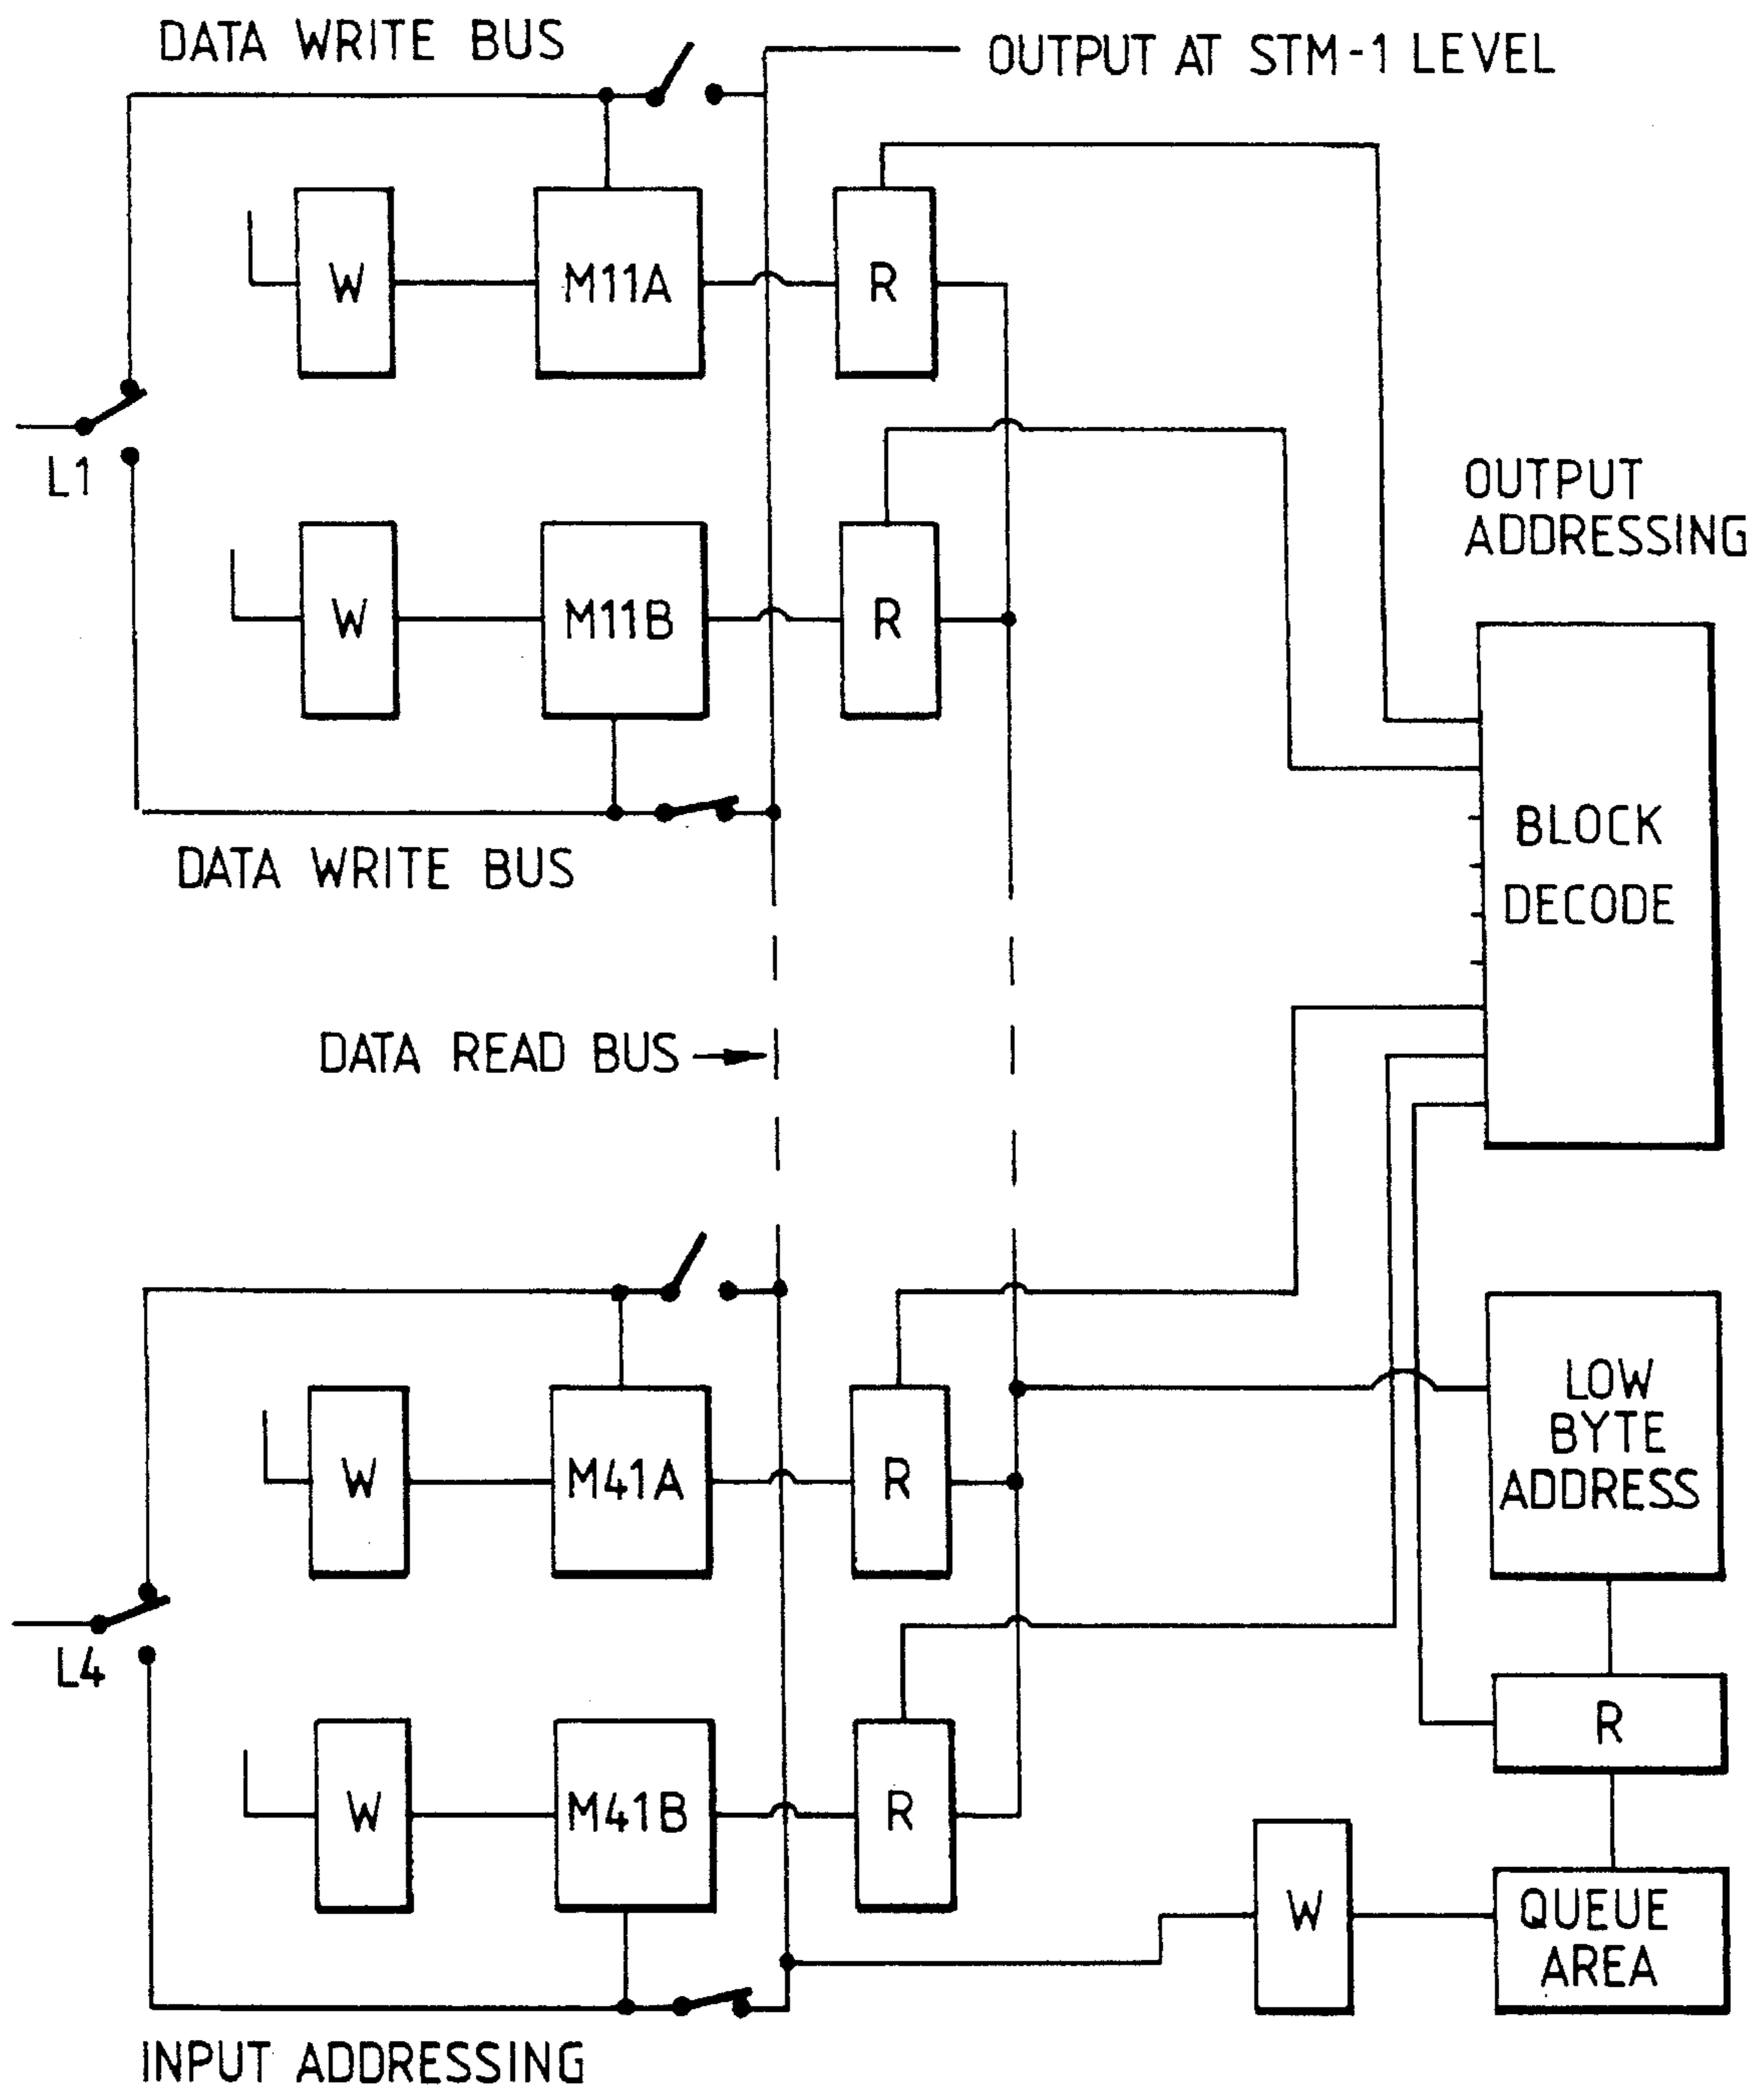 DATA WRITE BUS
OUTPUT AT STM-1 LEVEL
W
M11A
R
L1
OUTPUT
ADDRESSING
W
M11B
R
BLOCK
DECODE
DATA WRITE BUS
DATA READ BUS
LOW
BYTE
ADDRESS
W
M41A
R
L4
R
W
M41B
R
W
QUEUE
AREA
INPUT ADDRESSING